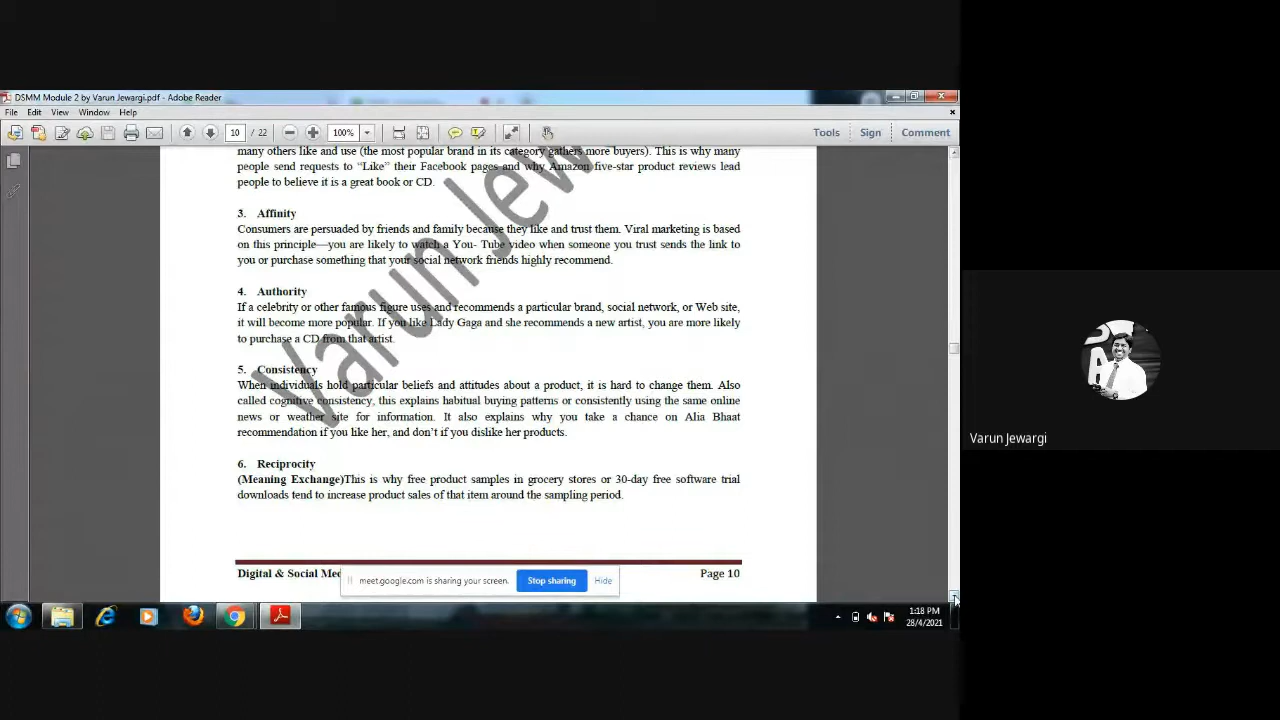 DSMM Module 2 by Varun Jewargi.pdf - Adobe Reader
File Edit View Window Help
10 / 22 100% Tools Sign Comment
many others like and use (the most popular brand in its category gathers more buyers). This is why many
people send requests to “Like” their Facebook pages and why Amazon five-star product reviews lead
people to believe it is a great book or CD.
3. Affinity
Consumers are persuaded by friends and family because they like and trust them. Viral marketing is based
on this principle—you are likely to watch a You- Tube video when someone you trust sends the link to
you or purchase something that your social network friends highly recommend.
4. Authority
If a celebrity or other famous figure uses and recommends a particular brand, social network, or Web site,
it will become more popular. If you like Lady Gaga and she recommends a new artist, you are more likely
to purchase a CD from that artist.
5. Consistency
When individuals hold particular beliefs and attitudes about a product, it is hard to change them. Also
called cognitive consistency, this explains habitual buying patterns or consistently using the same online
news or weather site for information. It also explains why you take a chance on Alia Bhaat
recommendation if you like her, and don’t if you dislike her products.
6. Reciprocity
(Meaning Exchange)This is why free product samples in grocery stores or 30-day free software trial
downloads tend to increase product sales of that item around the sampling period.
Digital & Social Med
Page 10
meet.google.com is sharing your screen. Stop sharing Hide
1:18 PM
28/4/2021
Varun Jew
Varun Jewargi